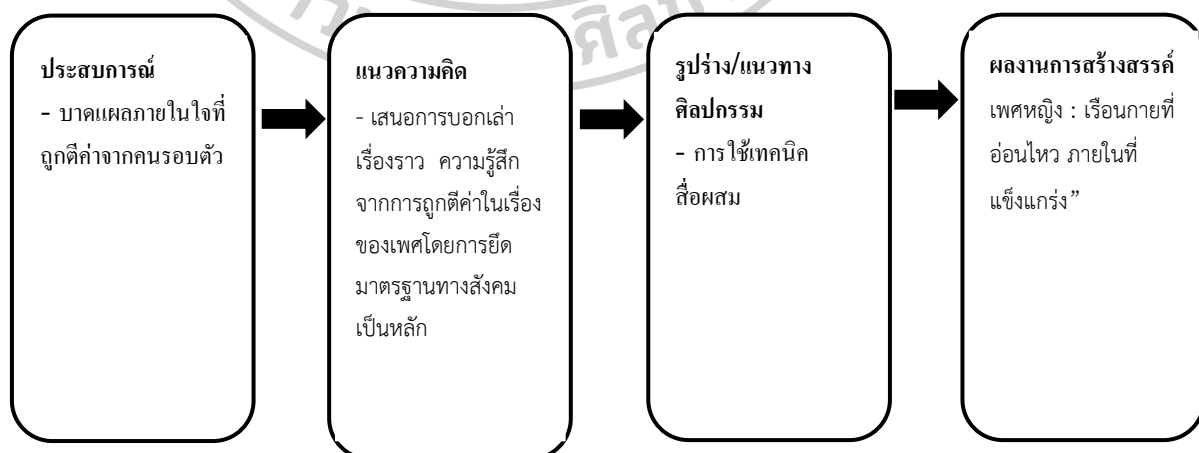 ประสบการณ์
- บาดแผลภายในใจที่
ถูกตีค่าจากคนรอบตัว
แนวความคิด
- เสนอการบอกเล่า
เรื่องราว ความรู้สึก
จากการถูกตีค่าในเรื่อง
ของเพศโดยการยึด
มาตรฐานทางสังคม
เป็นหลัก
รูปร่าง/แนวทาง
ศิลปกรรม
- การใช้เทคนิค
สื่อผสม
ผลงานการสร้างสรรค์
เพศหญิง : เรือนกายที่
อ่อนไหว ภายในที่
แข็งแกร่ง”